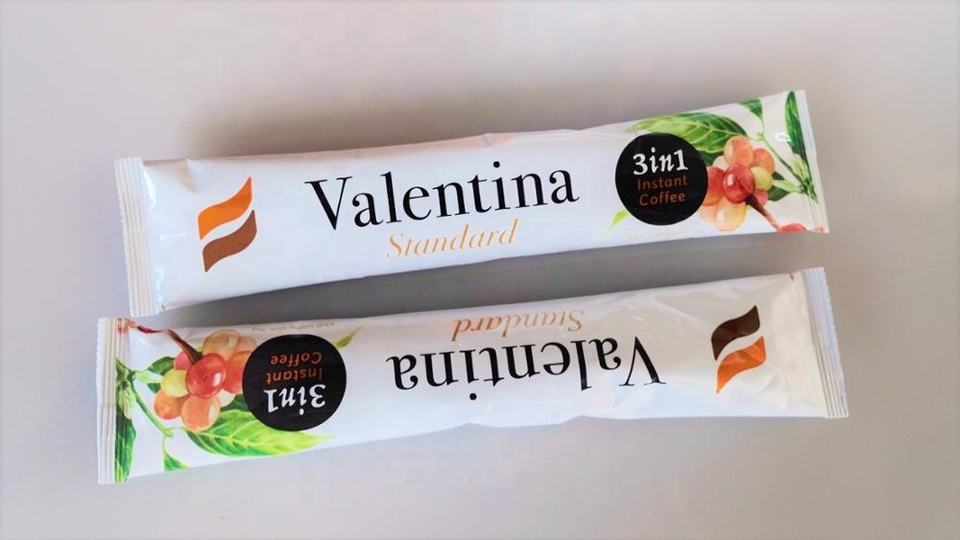 Valentina
Standard
3in1
Instant
Coffee
Valentina
Standard
3in1
Instant
Coffee